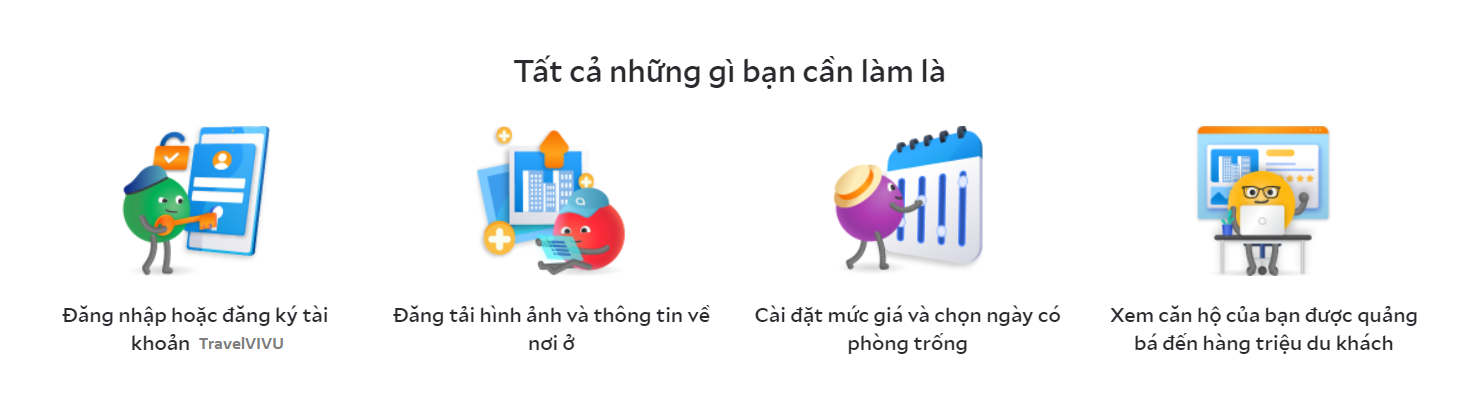 Tất cả những gì bạn cần làm là
Đăng nhập hoặc đăng ký tài
khoản TravelVIVU
Đăng tải hình ảnh và thông tin về
nơi ở
Cài đặt mức giá và chọn ngày có
phòng trống
Xem căn hộ của bạn được quảng
bá đến hàng triệu du khách